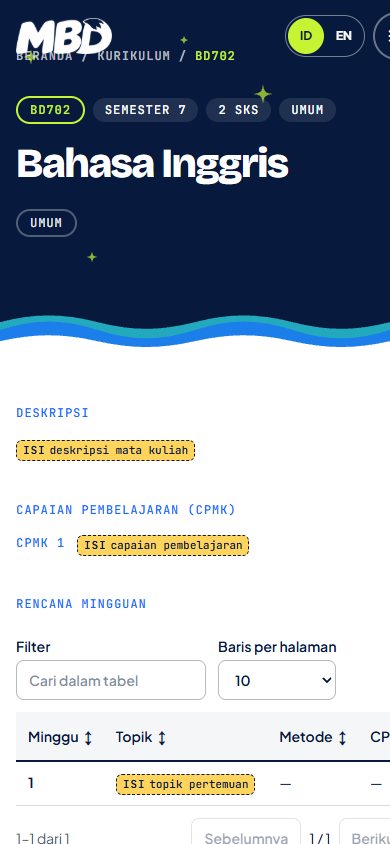 MBD
ID EN
BERANDA / KURIKULUM / BD702
BD702 SEMESTER 7 2 SKS UMUM
Bahasa Inggris
UMUM
DESKRIPSI
ISI deskripsi mata kuliah
CAPAIAN PEMBELAJARAN (CPMK)
CPMK 1 ISI capaian pembelajaran
RENCANA MINGGUAN
Filter Baris per halaman
Cari dalam tabel 10
Minggu ↕ Topik ↕ Metode ↕ CP
1 ISI topik pertemuan — —
1–1 dari 1 Sebelumnya 1/1 Beriku